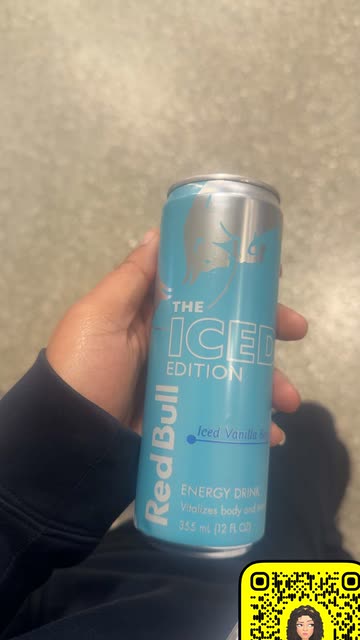 THE
ICED
EDITION
Iced Vanilla
Red Bull
ENERGY DRINK
Vitalizes body and
355 mL (12 FL OZ)